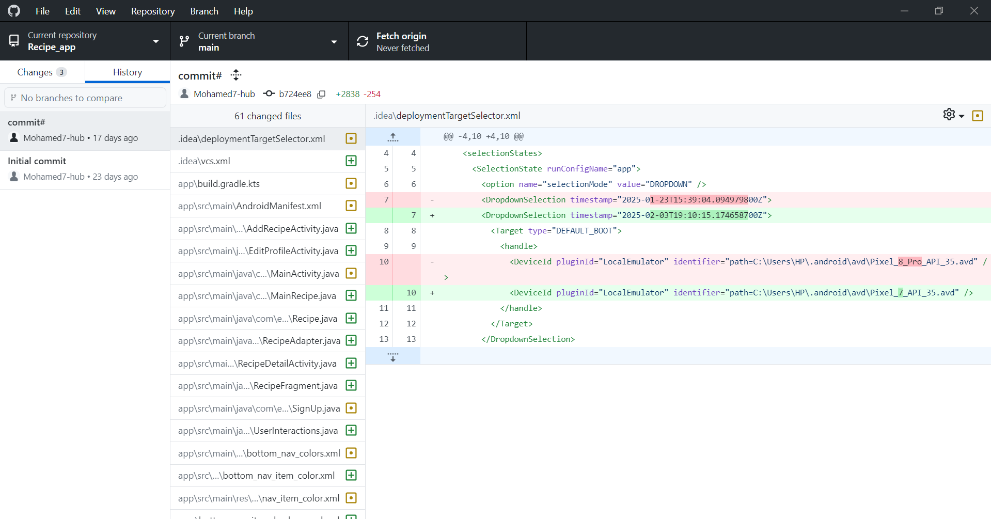 File Edit View Repository Branch Help
Current repository
Recipe_app
Current branch
main
Fetch origin
Never fetched
Changes 3
History
No branches to compare
commit#
Mohamed7-hub • 17 days ago
Initial commit
Mohamed7-hub • 23 days ago
commit#
Mohamed7-hub b724ee8 +2838 -254
61 changed files
.idea\deploymentTargetSelector.xml
.idea\vcs.xml
app\build.gradle.kts
app\src\main\AndroidManifest.xml
app\src\main\...\AddRecipeActivity.java
app\src\main\j...\EditProfileActivity.java
app\src\main\java\c...\MainActivity.java
app\src\main\java\c...\MainRecipe.java
app\src\main\java\com\e...\Recipe.java
app\src\main\java...\RecipeAdapter.java
app\src\mai...\RecipeDetailActivity.java
app\src\main\ja...\RecipeFragment.java
app\src\main\java\com\e...\SignUp.java
app\src\main\ja...\UserInteractions.java
app\src\main\...\bottom_nav_colors.xml
app\src\...\bottom_nav_item_color.xml
app\src\main\res\...\nav_item_color.xml
.idea\deploymentTargetSelector.xml
@@ -4,10 +4,10 @@
4 4 <selectionStates>
5 5 <SelectionState runConfigName="app">
6 6 <option name="selectionMode" value="DROPDOWN" />
7 - <DropdownSelection timestamp="2025-01-23T15:39:04.094979800Z">
7 + <DropdownSelection timestamp="2025-02-03T19:10:15.174658700Z">
8 8 <Target type="DEFAULT_BOOT">
9 9 <handle>
10 - <DeviceId pluginId="LocalEmulator" identifier="path=C:\Users\HP\.android\avd\Pixel_8_Pro_API_35.avd" /
>
10 + <DeviceId pluginId="LocalEmulator" identifier="path=C:\Users\HP\.android\avd\Pixel_7_API_35.avd" />
11 11 </handle>
12 12 </Target>
13 13 </DropdownSelection>